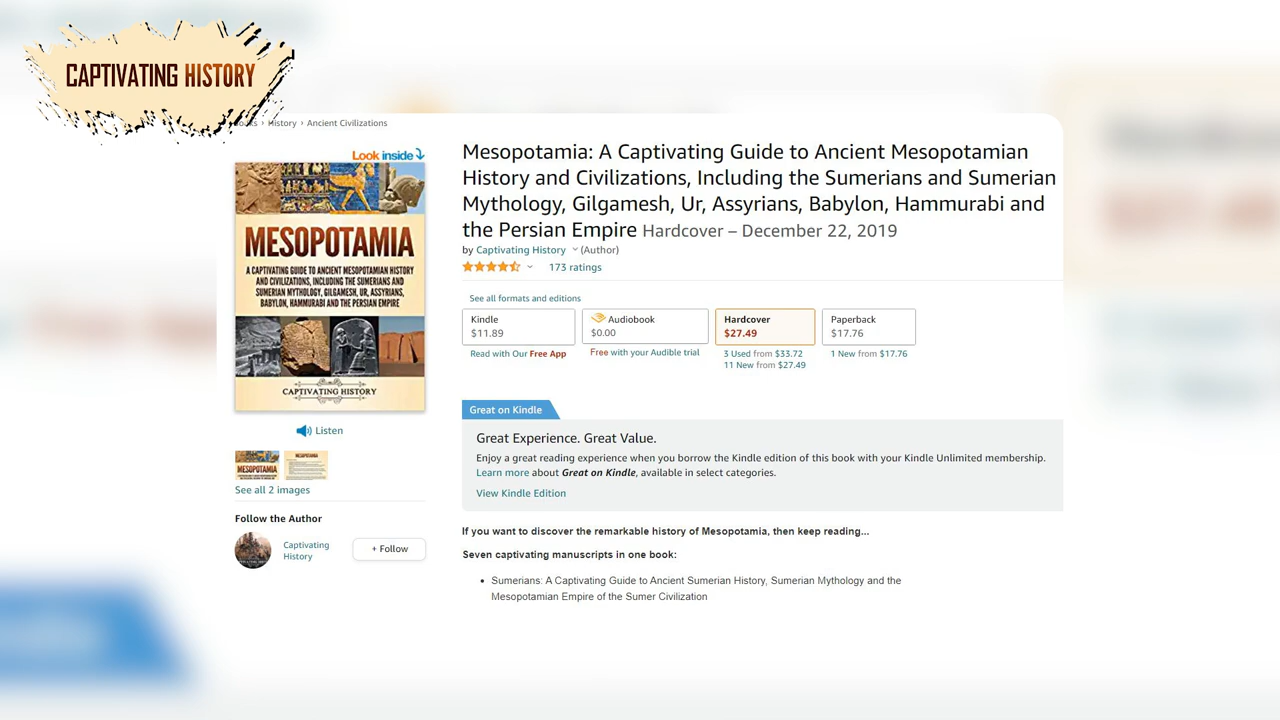 CAPTIVATING HISTORY
› History › Ancient Civilizations
Look inside
MESOPOTAMIA
A CAPTIVATING GUIDE TO ANCIENT MESOPOTAMIAN HISTORY
AND CIVILIZATIONS, INCLUDING THE SUMERIANS AND
SUMERIAN MYTHOLOGY, GILGAMESH, UR, ASSYRIANS,
BABYLON, HAMMURABI AND THE PERSIAN EMPIRE
CAPTIVATING HISTORY
Listen
MESOPOTAMIA
See all 2 images
Follow the Author
Captivating
History
+ Follow
Mesopotamia: A Captivating Guide to Ancient Mesopotamian
History and Civilizations, Including the Sumerians and Sumerian
Mythology, Gilgamesh, Ur, Assyrians, Babylon, Hammurabi and
the Persian Empire Hardcover – December 22, 2019
by Captivating History (Author)
173 ratings
See all formats and editions
Kindle
$11.89
Read with Our Free App
Audiobook
$0.00
Free with your Audible trial
Hardcover
$27.49
3 Used from $33.72
11 New from $27.49
Paperback
$17.76
1 New from $17.76
Great on Kindle
Great Experience. Great Value.
Enjoy a great reading experience when you borrow the Kindle edition of this book with your Kindle Unlimited membership.
Learn more about Great on Kindle, available in select categories.
View Kindle Edition
If you want to discover the remarkable history of Mesopotamia, then keep reading...
Seven captivating manuscripts in one book:
• Sumerians: A Captivating Guide to Ancient Sumerian History, Sumerian Mythology and the
Mesopotamian Empire of the Sumer Civilization